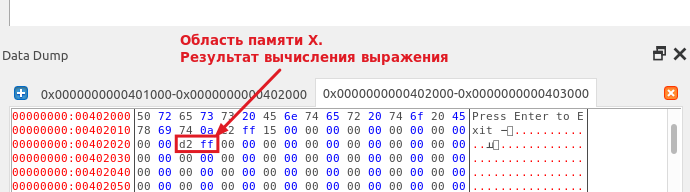 Область памяти X.
Результат вычисления выражения
Data Dump
0x0000000000401000-0x0000000000402000
0x0000000000402000-0x0000000000403000
00000000:00402000 50 72 65 73 73 20 45 6e 74 65 72 20 74 6f 20 45 Press Enter to E
00000000:00402010 78 69 74 0a ff 15 00 00 00 00 00 00 00 00 00 xit
00000000:00402020 00 00 d2 ff 00 00 00 00 00 00 00 00 00 00 00 00
00000000:00402030 00 00 00 00 00 00 00 00 00 00 00 00 00 00 00 00 ................
00000000:00402040 00 00 00 00 00 00 00 00 00 00 00 00 00 00 00 00 ................
00000000:00402050 00 00 00 00 00 00 00 00 00 00 00 00 00 00 00 00 ................